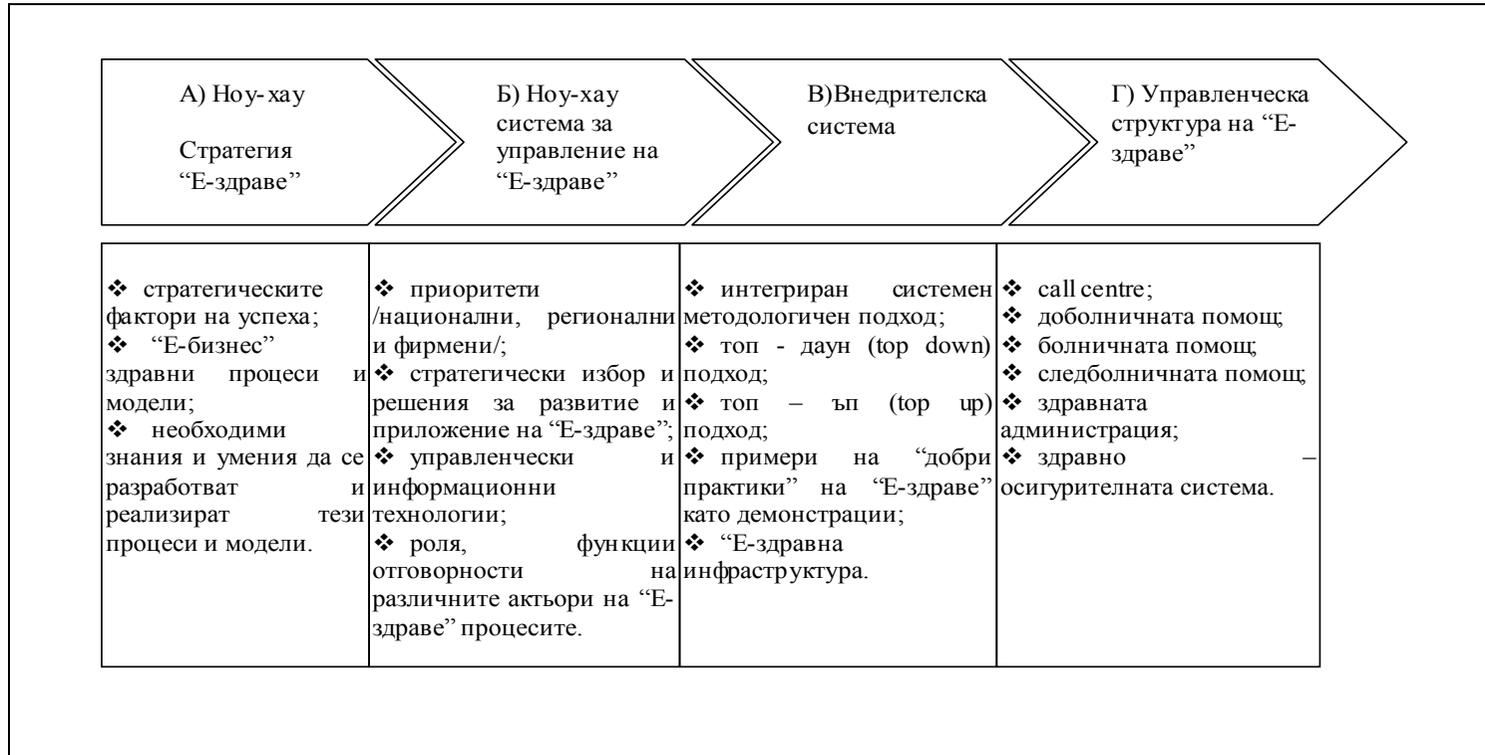 А) Ноу-хау
Стратегия
“Е-здраве”
Б) Ноу-хау
система за
управление на
“Е-здраве”
В)Внедрителска
система
Г) Управленческа
структура на “Е-
здраве”
❖ стратегическите
фактори на успеха;
❖ “Е-бизнес”
здравни процеси и
модели;
❖ необходими
знания и умения да се
разработват и
реализират тези
процеси и модели.
❖ приоритети
/национални, регионални
и фирмени/;
❖ стратегически избор и
решения за развитие и
приложение на “Е-здраве”;
❖ управленчески и
информационни
технологии;
❖ роля, функции
отговорности на
различните актьори на “Е-
здраве” процесите.
❖ интегриран системен
методологичен подход;
❖ топ - даун (top down)
подход;
❖ топ – ъп (top up)
подход;
❖ примери на “добри
практики” на “Е-здраве”
като демонстрации;
❖ “Е-здравна
инфраструктура.
❖ call centre;
❖ доболничната помощ;
❖ болничната помощ;
❖ следболничната помощ;
❖ здравната
администрация;
❖ здравно –
осигурителната система.